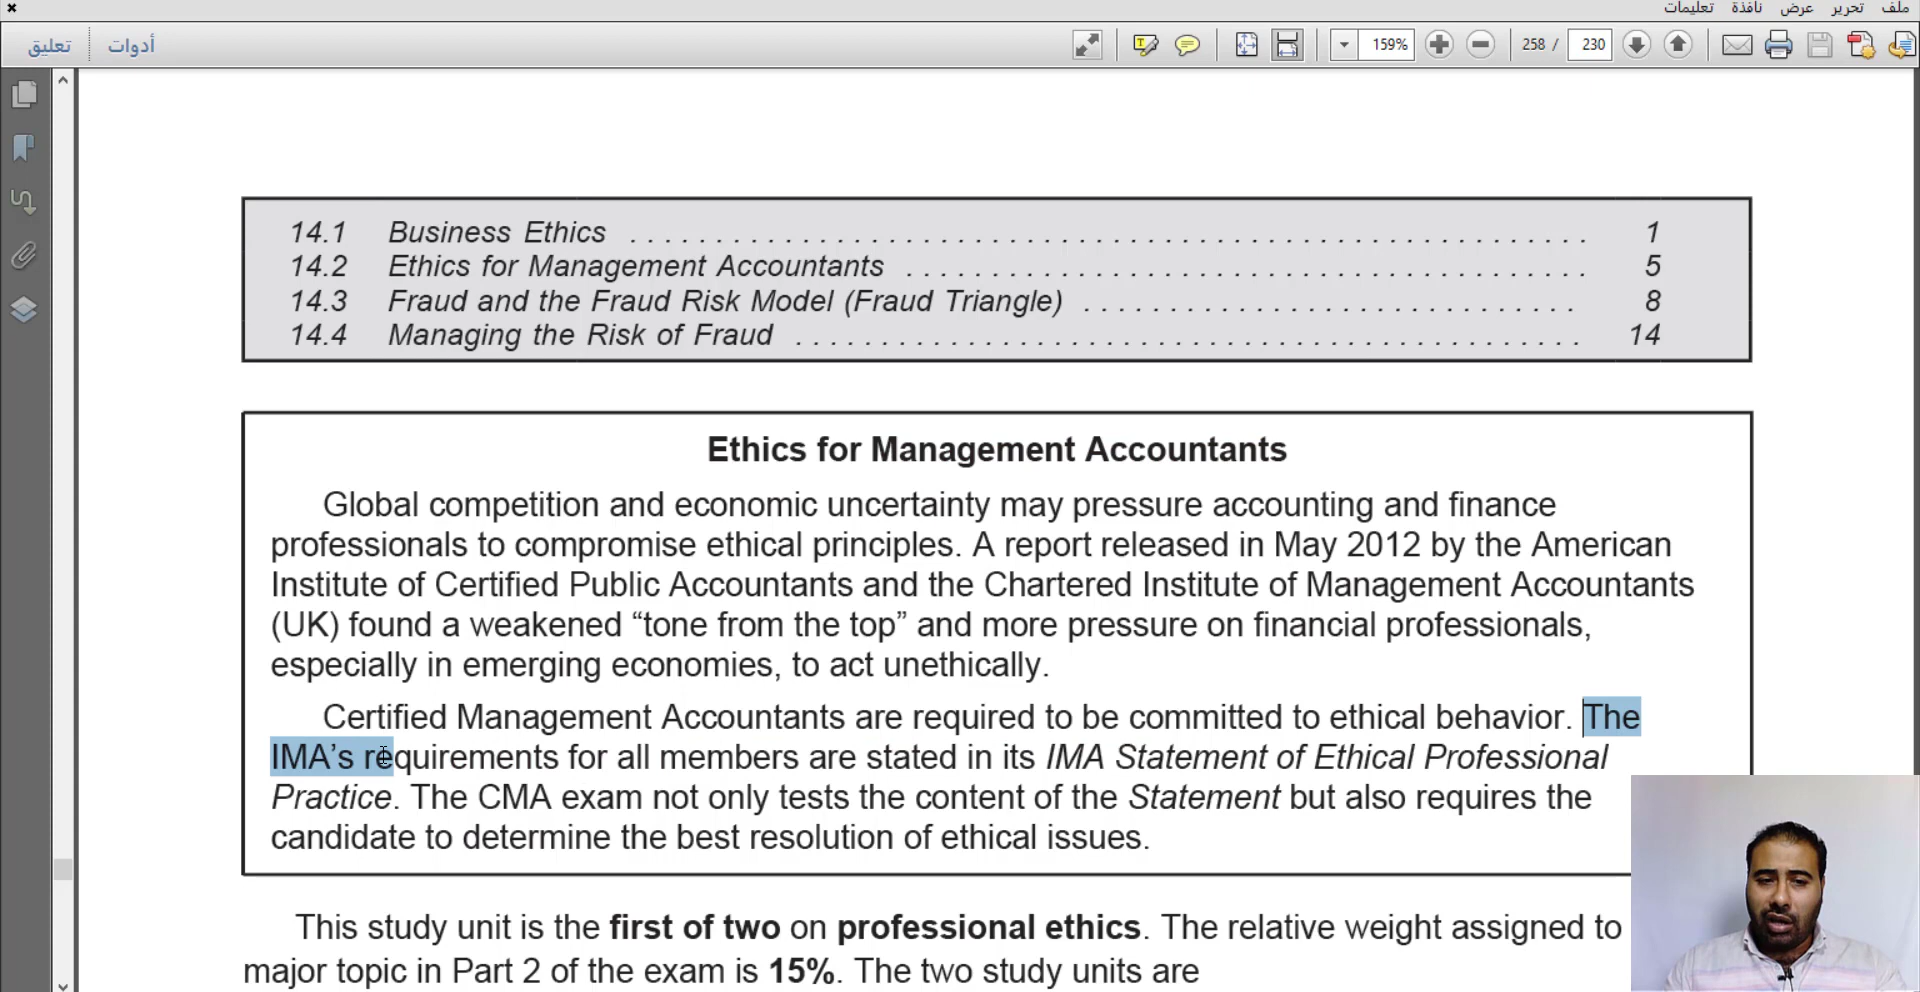 ملف تحرير عرض نافذة تعليمات
258 / 230 159% أدوات تعليق
14.1 Business Ethics . . . . . . . . . . . . . . . . . . . . . . . . . . . . . . . . . . . . . . . . . . . . . . . . . . . . . . . . 1
14.2 Ethics for Management Accountants . . . . . . . . . . . . . . . . . . . . . . . . . . . . . . . . . . . . . . . . 5
14.3 Fraud and the Fraud Risk Model (Fraud Triangle) . . . . . . . . . . . . . . . . . . . . . . . . . . . . . 8
14.4 Managing the Risk of Fraud . . . . . . . . . . . . . . . . . . . . . . . . . . . . . . . . . . . . . . . . . . . . . . 14
Ethics for Management Accountants
Global competition and economic uncertainty may pressure accounting and finance
professionals to compromise ethical principles. A report released in May 2012 by the American
Institute of Certified Public Accountants and the Chartered Institute of Management Accountants
(UK) found a weakened “tone from the top” and more pressure on financial professionals,
especially in emerging economies, to act unethically.
Certified Management Accountants are required to be committed to ethical behavior. The
IMA’s requirements for all members are stated in its IMA Statement of Ethical Professional
Practice. The CMA exam not only tests the content of the Statement but also requires the
candidate to determine the best resolution of ethical issues.
This study unit is the first of two on professional ethics. The relative weight assigned to
major topic in Part 2 of the exam is 15%. The two study units are